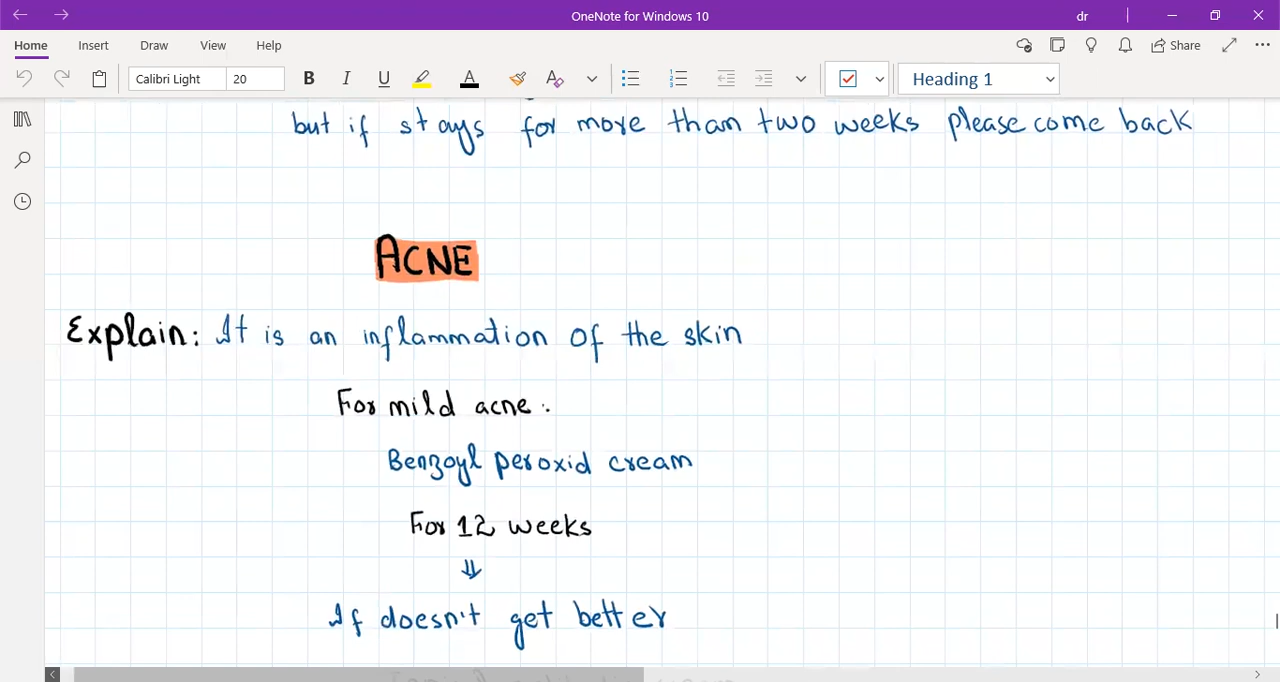 OneNote for Windows 10
dr
Home Insert Draw View Help
Share
Calibri Light 20 B I U A A Heading 1
but if stays for more than two weeks please come back
ACNE
Explain: It is an inflammation of the skin
For mild acne:
Benzoyl peroxid cream
For 12 weeks
If doesn't get better